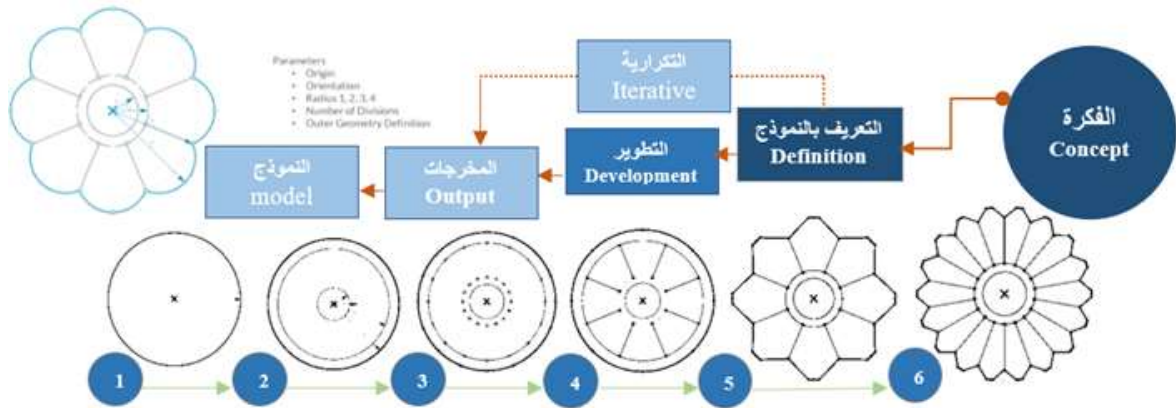 Parameters
• Origin
• Orientation
• Radius 1, 2, 3, 4
• Number of Divisions
• Outer Geometry Definition
الفكرة
Concept
التعريف بالنموذج
Definition
التكرارية
Iterative
التطوير
Development
المخرجات
Output
النموذج
model
1
2
3
4
5
6